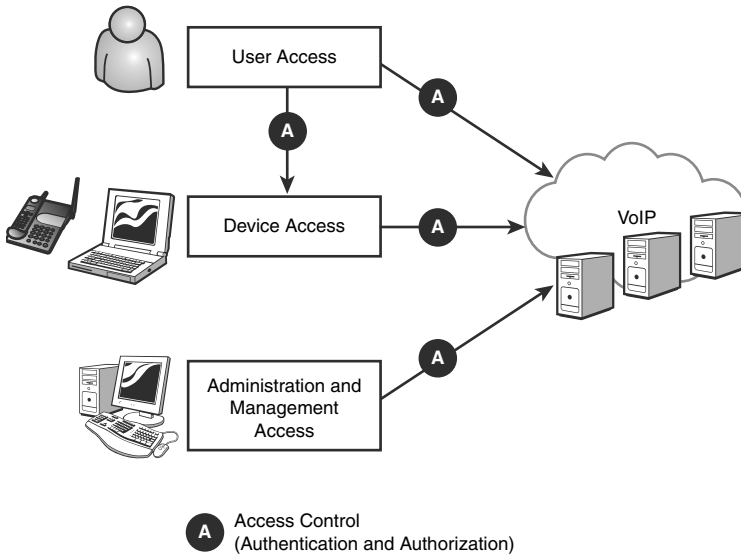 User Access
A
A
Device Access
A
VoIP
A
Administration and
Management
Access
A
Access Control
(Authentication and Authorization)